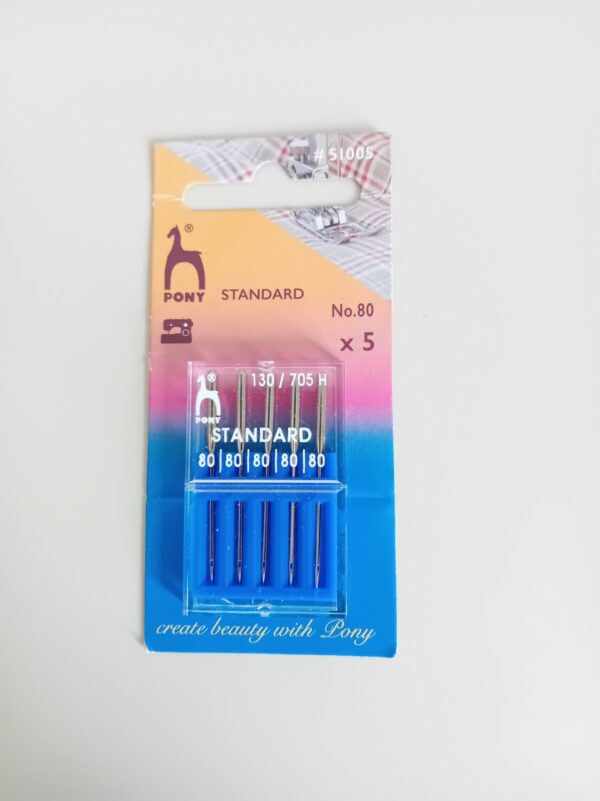 # 51005
®
PONY
STANDARD
No.80
x 5
130 / 705 H
PONY
STANDARD
80|80|80|80|80
create beauty with Pony